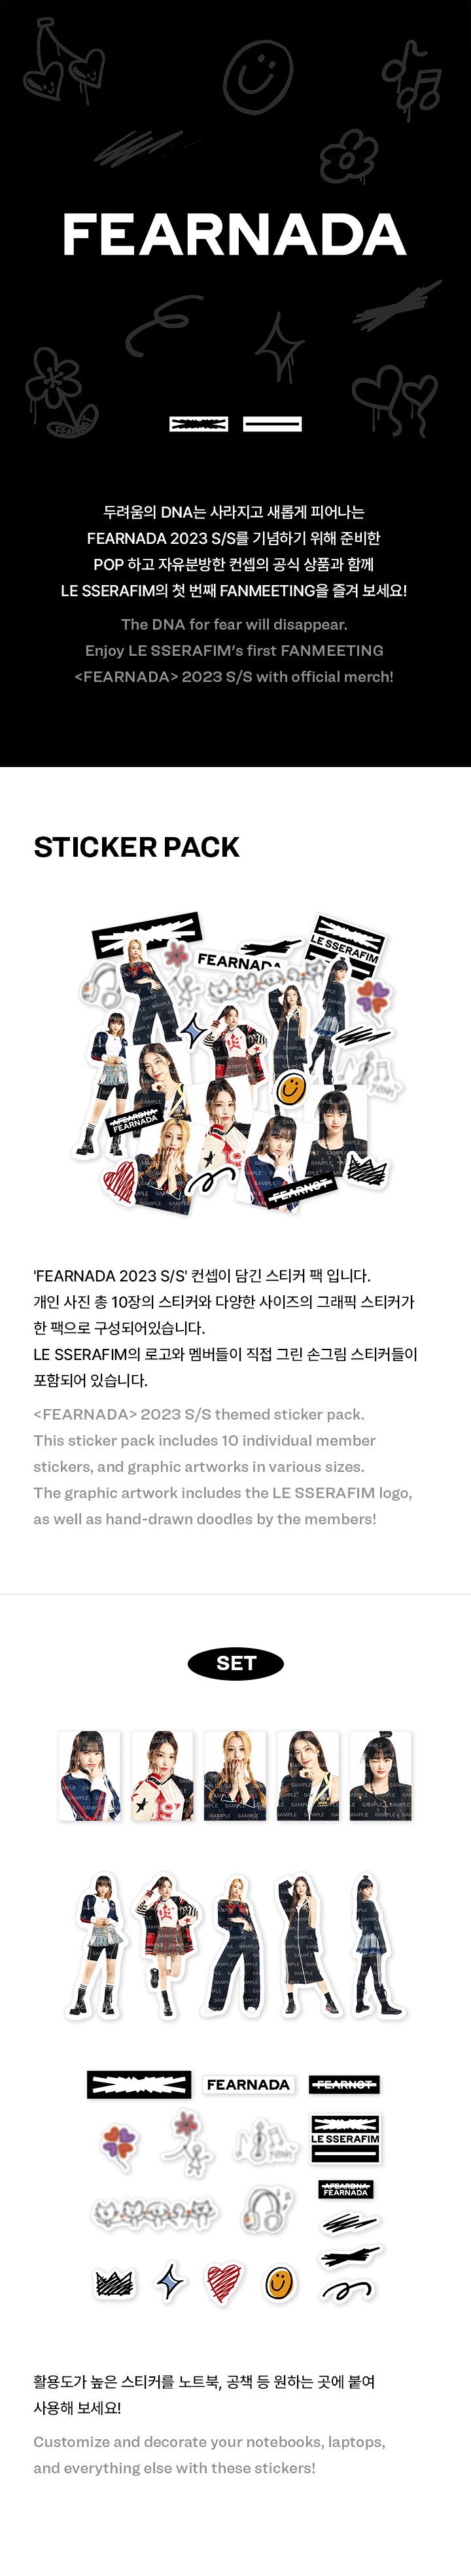 FEARNADA
두려움의 DNA는 사라지고 새롭게 피어나는
FEARNADA 2023 S/S를 기념하기 위해 준비한
POP 하고 자유분방한 컨셉의 공식 상품과 함께
LE SSERAFIM의 첫 번째 FANMEETING을 즐겨 보세요!
The DNA for fear will disappear.
Enjoy LE SSERAFIM's first FANMEETING
<FEARNADA> 2023 S/S with official merch!
STICKER PACK
LE SSERAFIM
FEARNADA
AFEARDNA
FEARNADA
FEARNOT
'FEARNADA 2023 S/S' 컨셉이 담긴 스티커 팩 입니다.
개인 사진 총 10장의 스티커와 다양한 사이즈의 그래픽 스티커가
한 팩으로 구성되어있습니다.
LE SSERAFIM의 로고와 멤버들이 직접 그린 손그림 스티커들이
포함되어 있습니다.
<FEARNADA> 2023 S/S themed sticker pack.
This sticker pack includes 10 individual member
stickers, and graphic artworks in various sizes.
The graphic artwork includes the LE SSERAFIM logo,
as well as hand-drawn doodles by the members!
SET
FEARNADA
FEARNOT
LE SSERAFIM
AFEARDNA
FEARNADA
활용도가 높은 스티커를 노트북, 공책 등 원하는 곳에 붙여
사용해 보세요!
Customize and decorate your notebooks, laptops,
and everything else with these stickers!